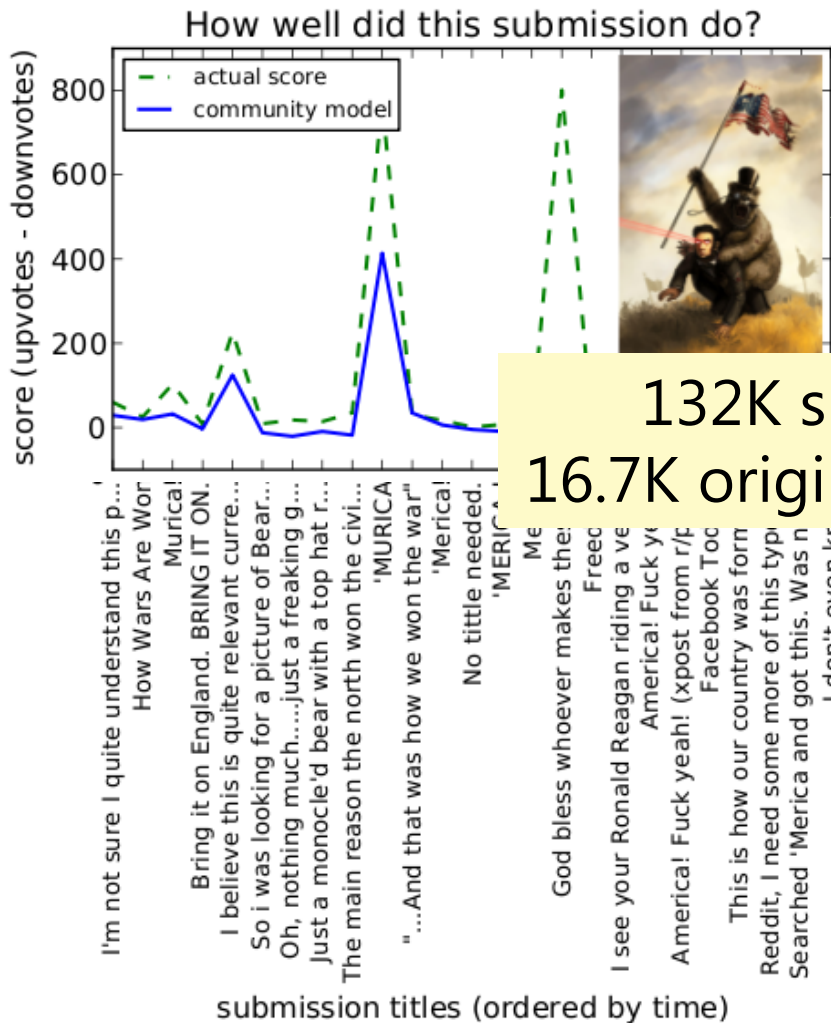 How well did this submission do?
score (upvotes - downvotes)
800
600
400
200
0
actual score
community model
132K s
16.7K origi
I'm not sure I quite understand this p...
How Wars Are Wor
Murica!
Bring it on England. BRING IT ON.
I believe this is quite relevant curre...
So i was looking for a picture of Bear...
Oh, nothing much.....just a freaking g...
Just a monocle'd bear with a top hat r...
The main reason the north won the civi...
'MURICA
"...And that was how we won the war"
'Merica!
No tittle needed.
'MERICA
Me
God bless whoever makes thes
Freed
I see your Ronald Reagan riding a ve
America! Fuck ye
America! Fuck yeah! (xpost from r/p
Facebook Too
This is how our country was form
Reddit, I need some more of this type
Searched 'Merica and got this. Was n
I don't even kn
submission titles (ordered by time)